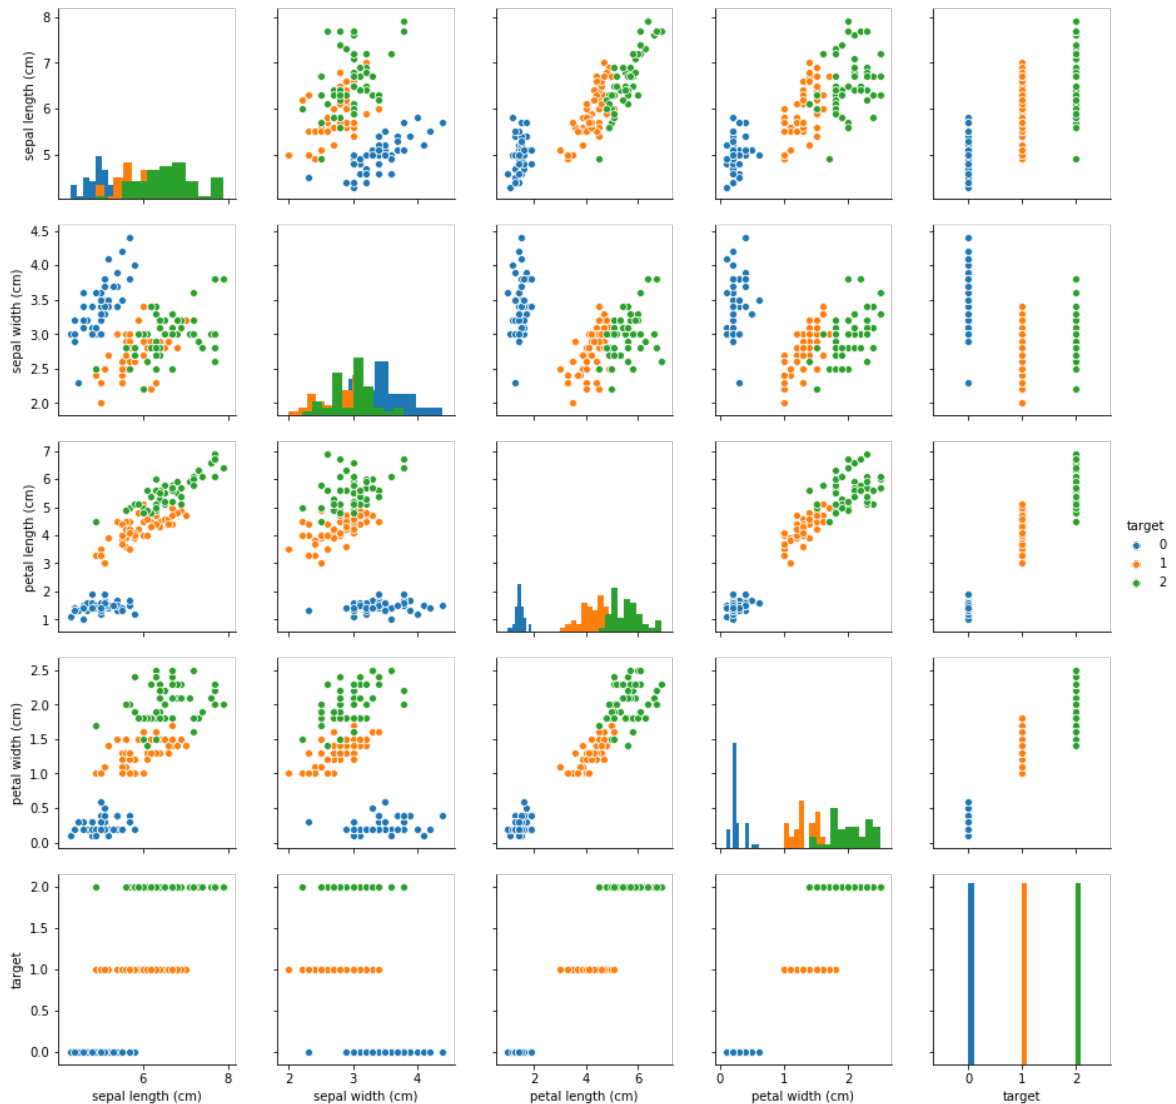 8
7
6
5
sepal length (cm)
4.5
4.0
3.5
3.0
2.5
2.0
sepal width (cm)
7
6
5
4
3
2
1
petal length (cm)
target
0
1
2
2.5
2.0
1.5
1.0
0.5
0.0
petal width (cm)
2.0
1.5
1.0
0.5
0.0
target
6 8
2 3 4
2 4 6
0 1 2
0 1 2
sepal length (cm)
sepal width (cm)
petal length (cm)
petal width (cm)
target